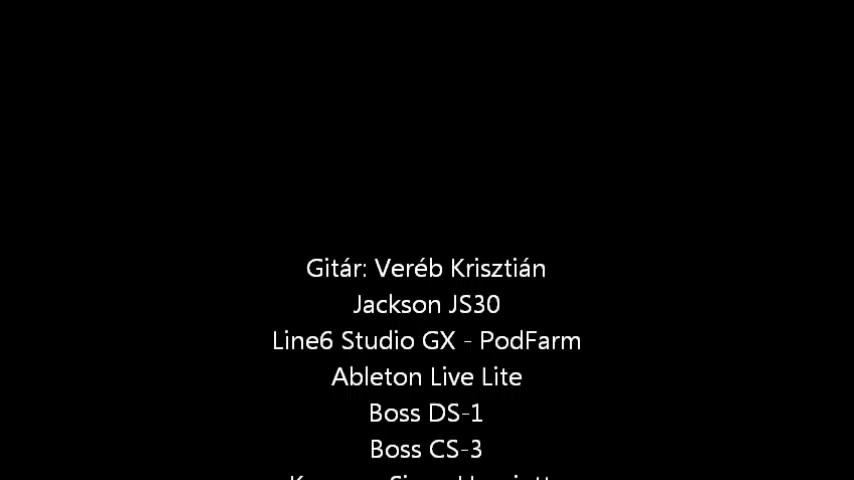 Gitár: Veréb Krisztián
Jackson JS30
Line6 Studio GX - PodFarm
Ableton Live Lite
Boss DS-1
Boss CS-3